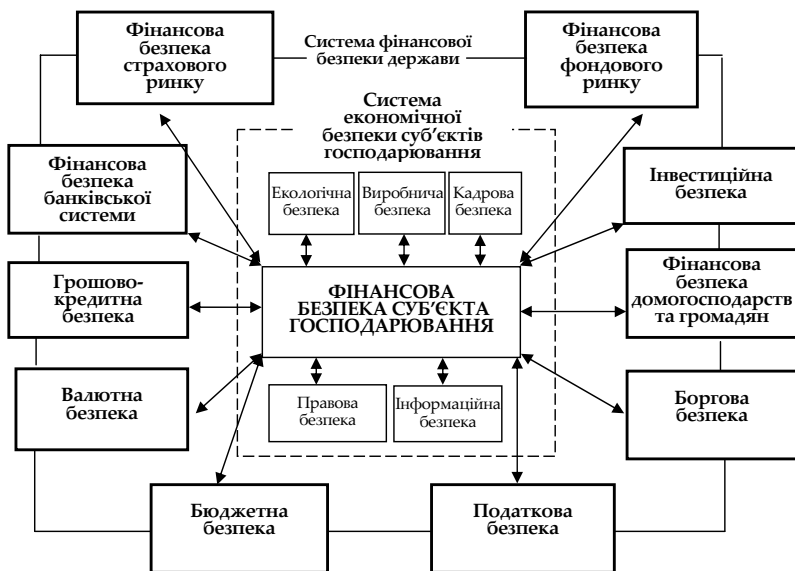 Фінансова
безпека
страхового
ринку
Система фінансової
безпеки держави
Фінансова
безпека
фондового
ринку
Система
економічної
безпеки суб’єктів
господарювання
Фінансова
безпека
банківської
системи
Екологічна
безпека
Виробнича
безпека
Кадрова
безпека
Інвестиційна
безпека
Грошово-
кредитна
безпека
ФІНАНСОВА
БЕЗПЕКА СУБ’ЄКТА
ГОСПОДАРЮВАННЯ
Фінансова
безпека
домогосподарств
та громадян
Валютна
безпека
Правова
безпека
Інформаційна
безпека
Боргова
безпека
Бюджетна
безпека
Податкова
безпека